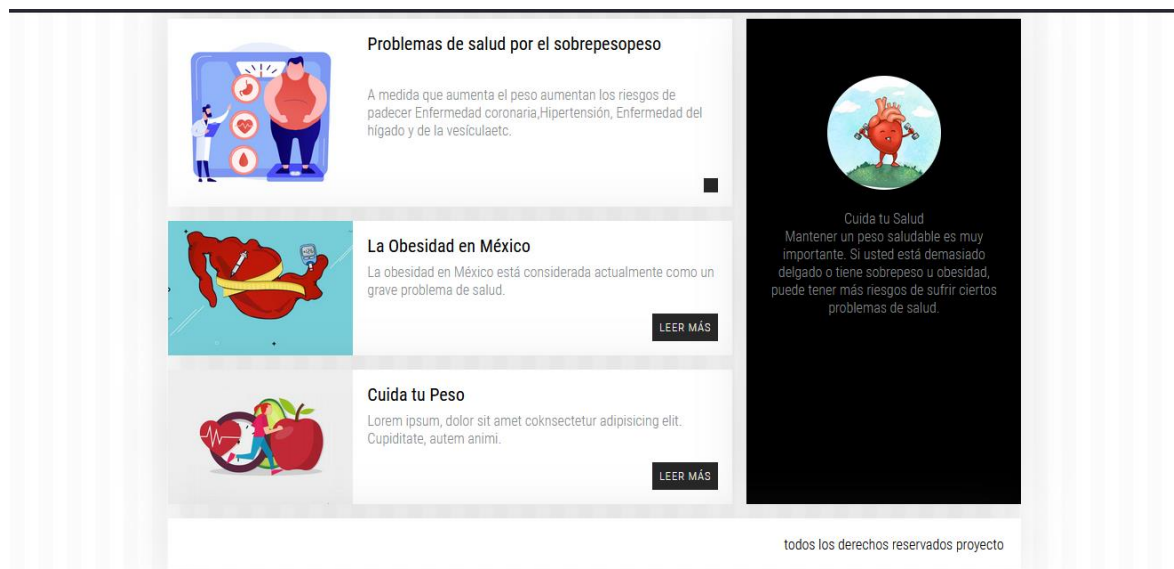 Problemas de salud por el sobrepesopeso
A medida que aumenta el peso aumentan los riesgos de
padecer Enfermedad coronaria,Hipertensión, Enfermedad del
hígado y de la vesículaetc.
La Obesidad en México
La obesidad en México está considerada actualmente como un
grave problema de salud.
LEER MÁS
Cuida tu Peso
Lorem ipsum, dolor sit amet coknsectetur adipisicing elit.
Cupiditate, autem animi.
LEER MÁS
Cuida tu Salud
Mantener un peso saludable es muy
importante. Si usted está demasiado
delgado o tiene sobrepeso u obesidad,
puede tener más riesgos de sufrir ciertos
problemas de salud.
todos los derechos reservados proyecto